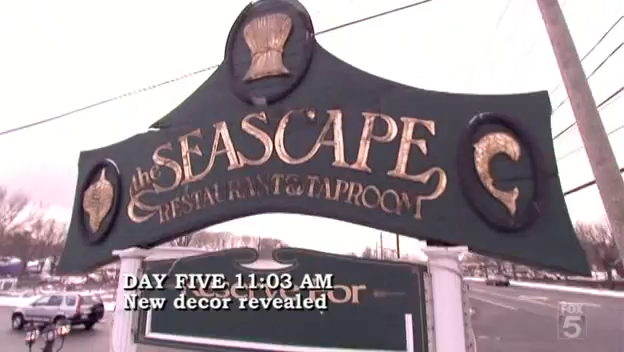 the SEASCAPE
RESTAURANT & TAPROOM
DAY FIVE 11:03 AM
New decor revealed
FOX
5